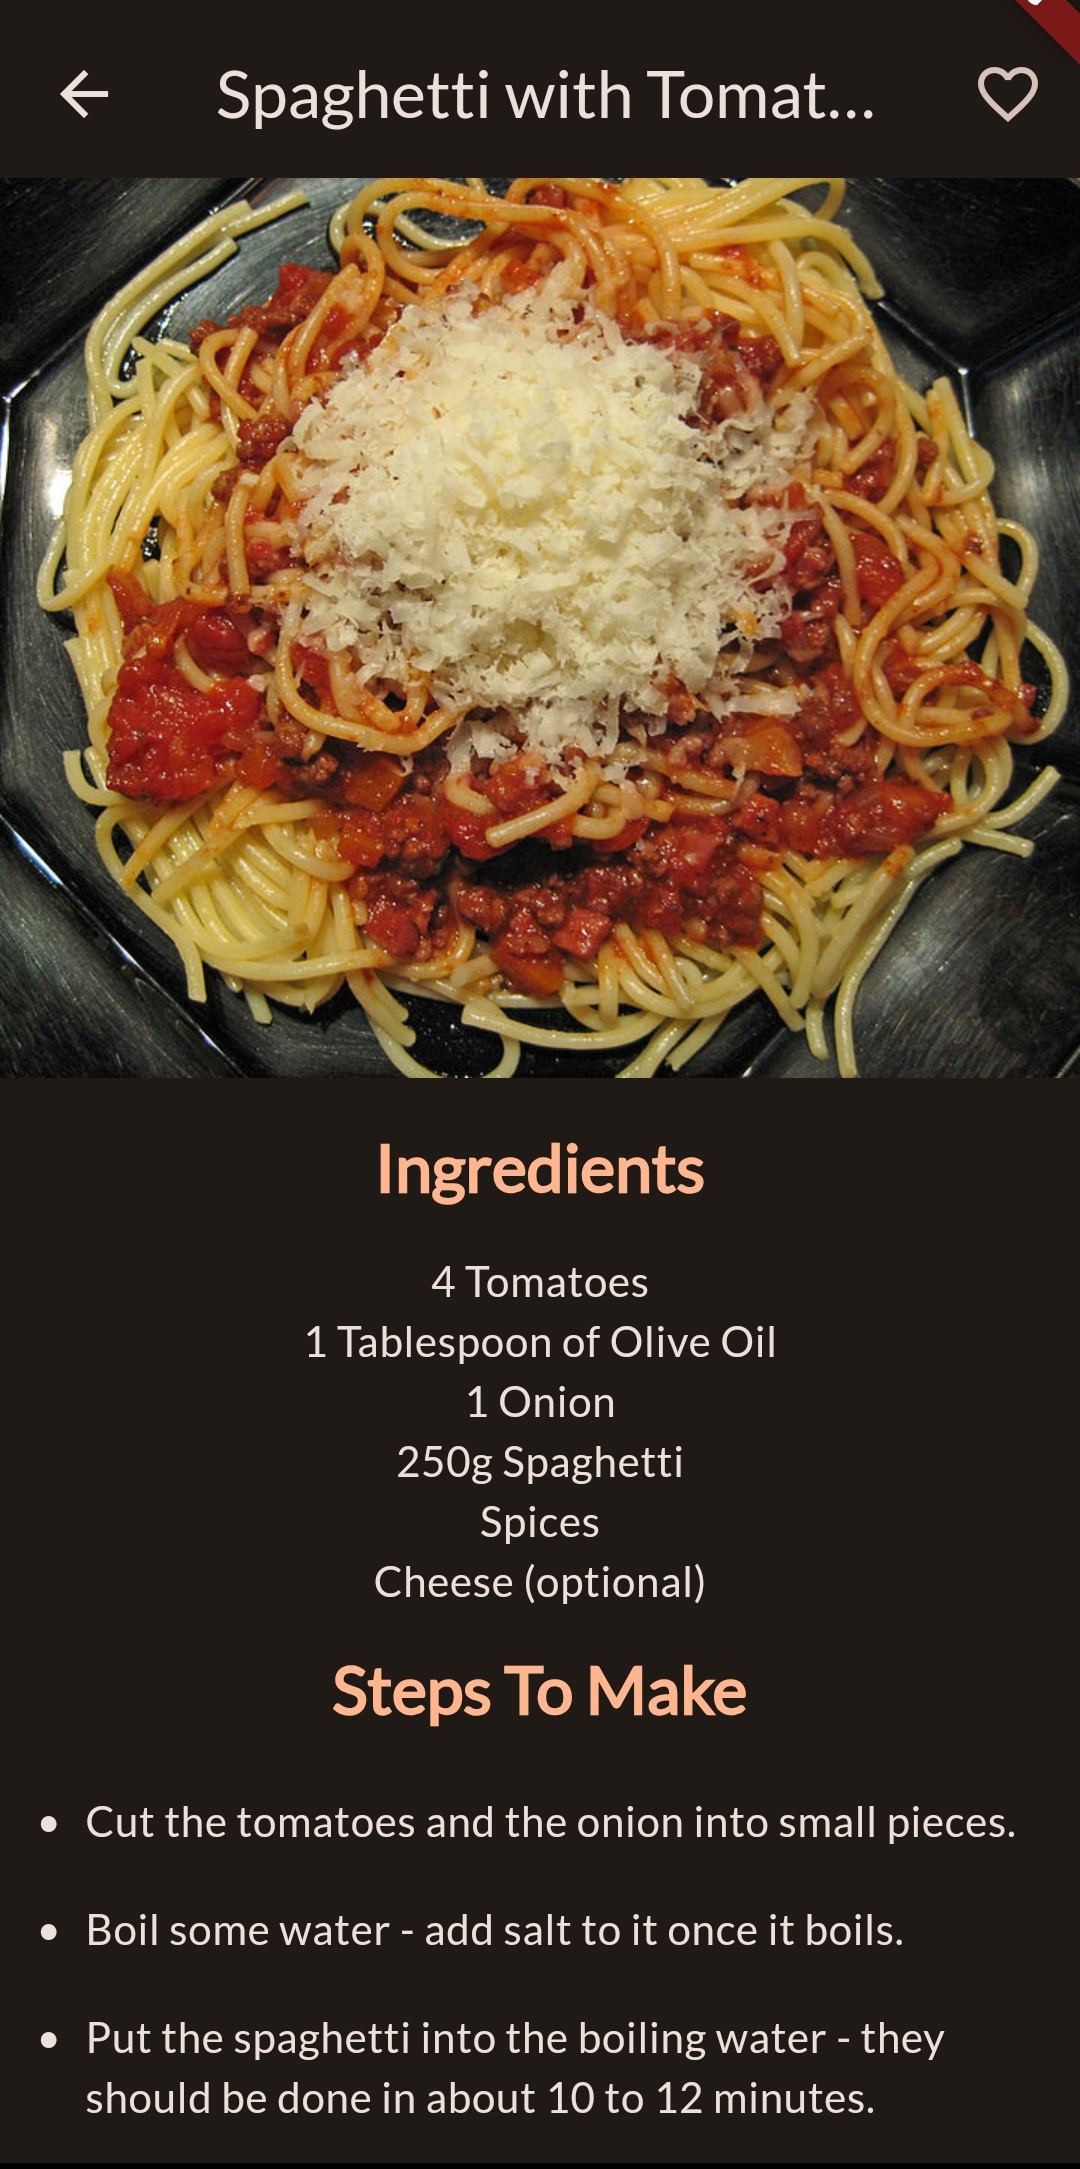 Spaghetti with Tomat...
Ingredients
4 Tomatoes
1 Tablespoon of Olive Oil
1 Onion
250g Spaghetti
Spices
Cheese (optional)
Steps To Make
• Cut the tomatoes and the onion into small pieces.
• Boil some water - add salt to it once it boils.
• Put the spaghetti into the boiling water - they
should be done in about 10 to 12 minutes.